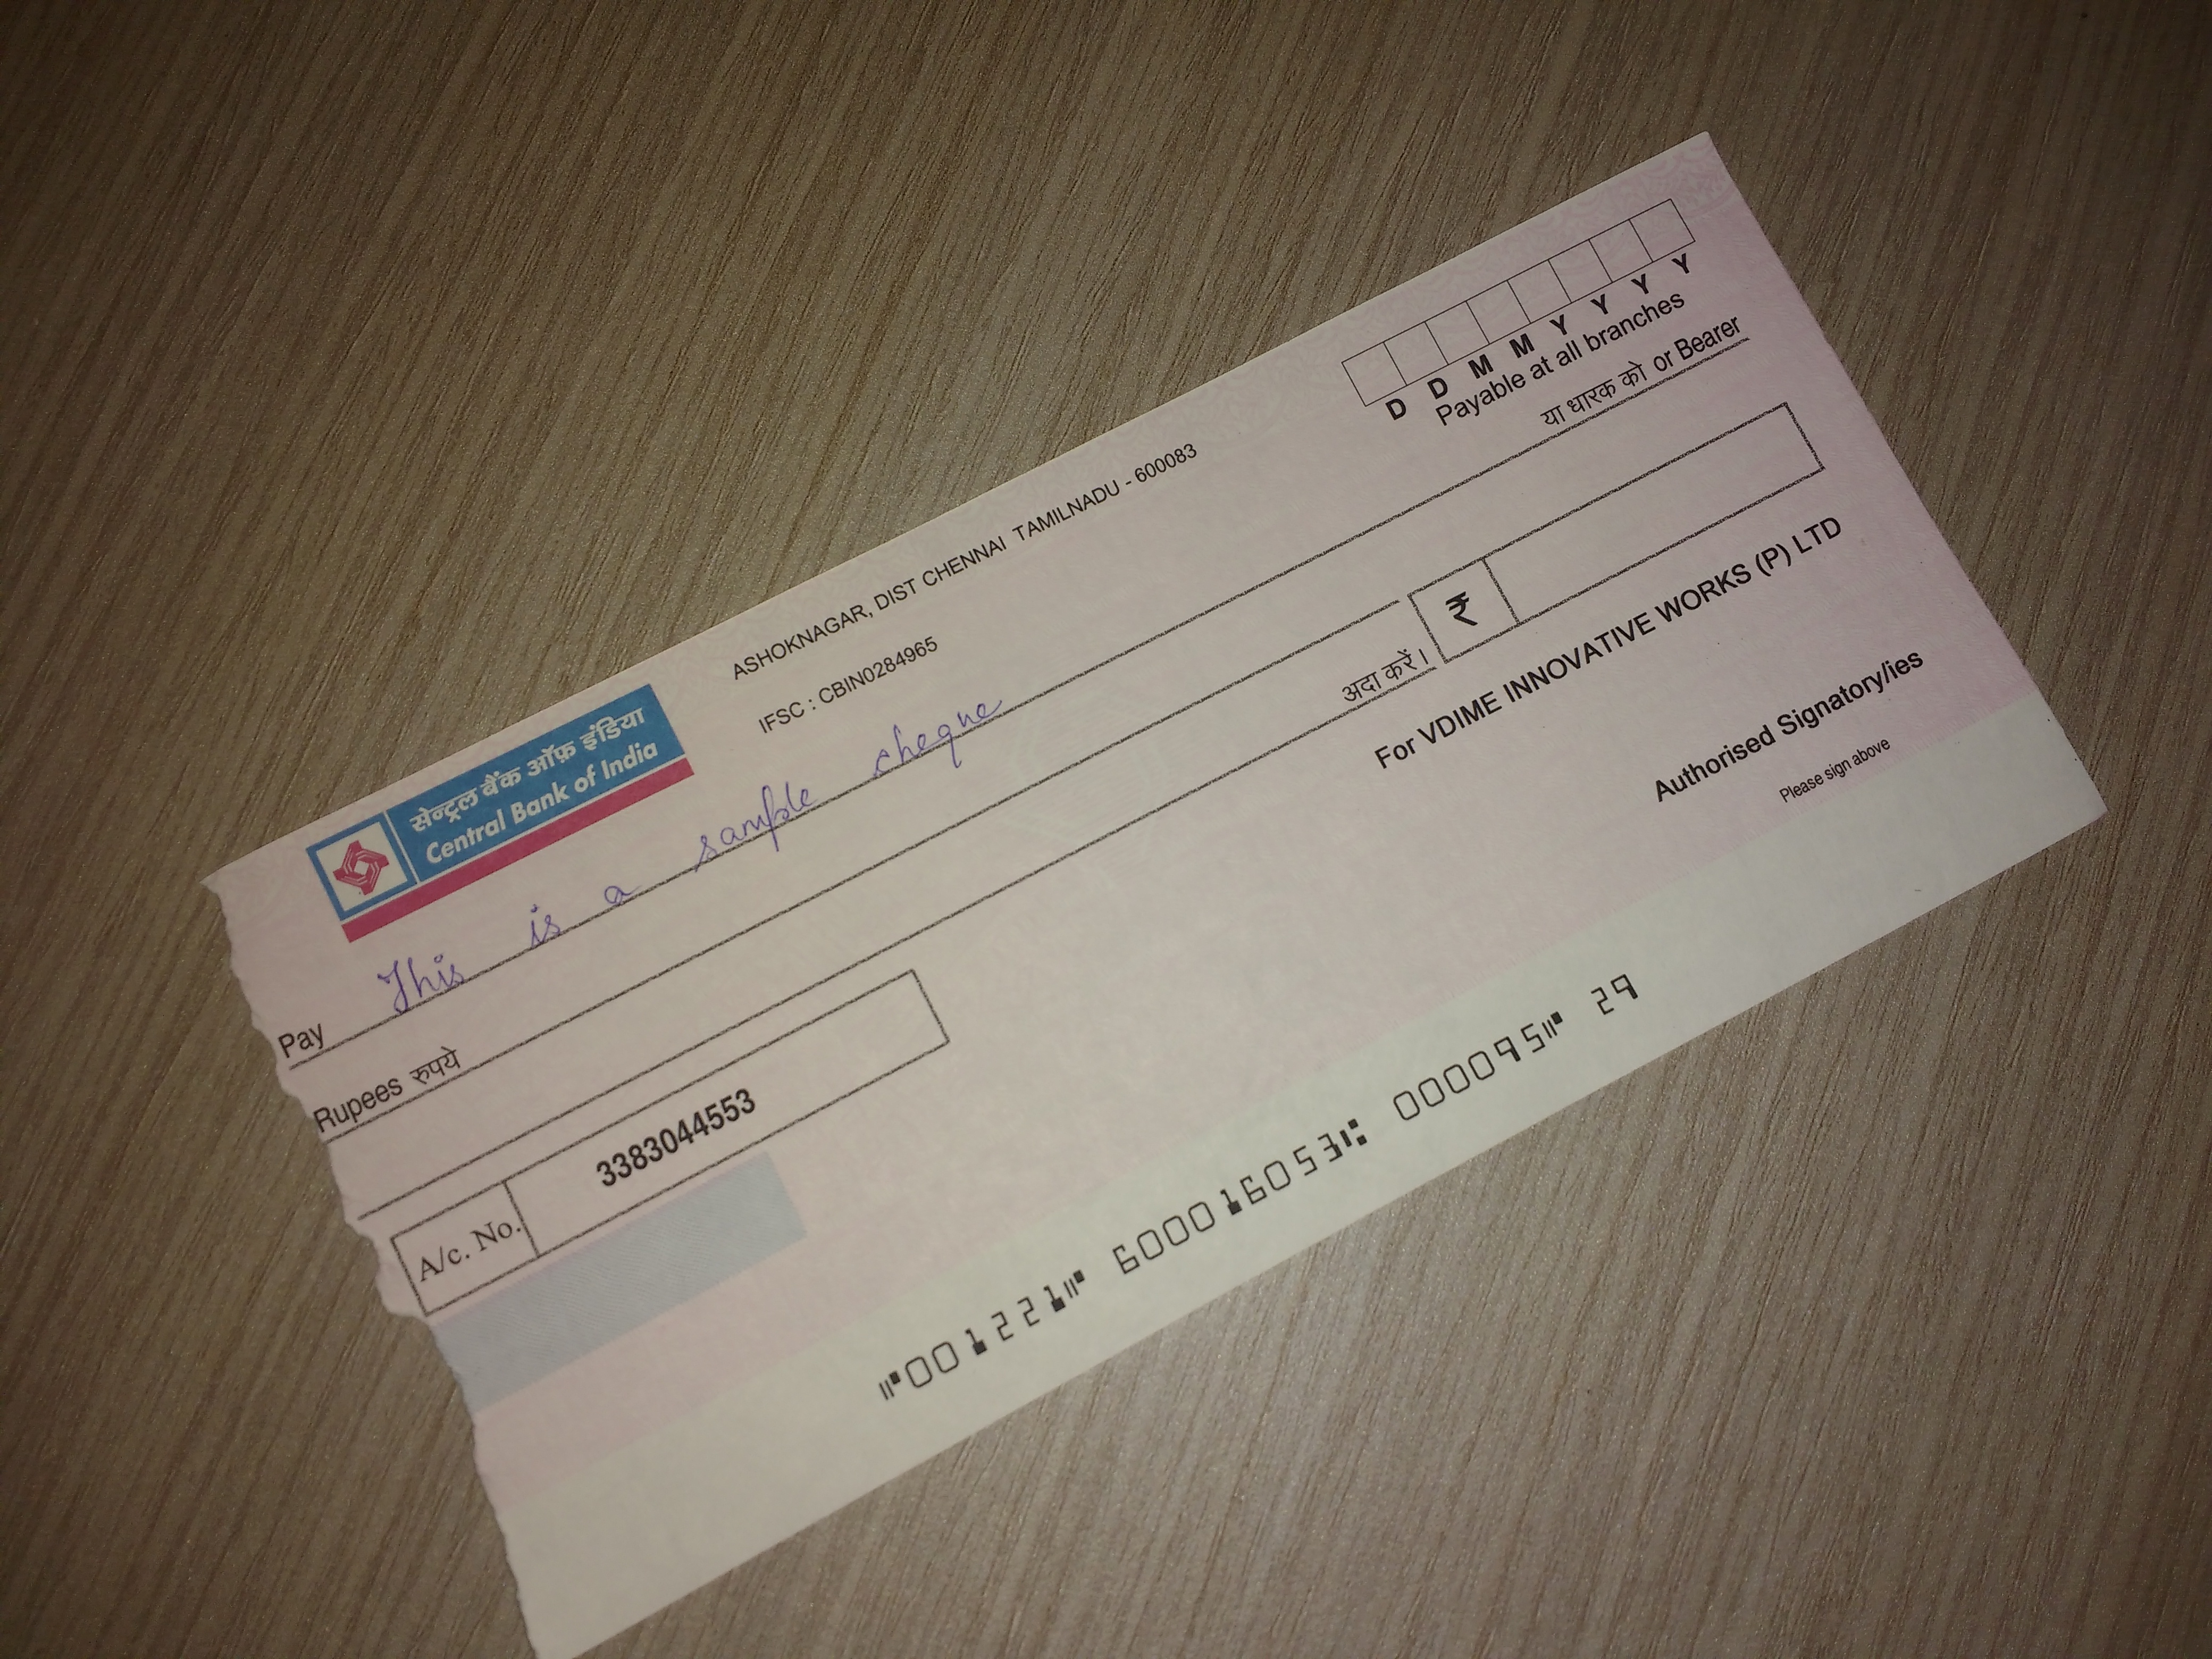 सेन्ट्रल बैंक ऑफ़ इंडिया
Central Bank of India
ASHOKNAGAR, DIST CHENNAI TAMILNADU - 600083
IFSC : CBIN0284965
D D M M Y Y Y Y
Payable at all branches
Pay This is a sample cheque या धारक को or Bearer
Rupees रुपये
अदा करें। ₹
A/c. No. 3383044553
For VDIME INNOVATIVE WORKS (P) LTD
Authorised Signatory/ies
Please sign above
⑈001221⑈ 600016053⑆ 000095⑈ 29